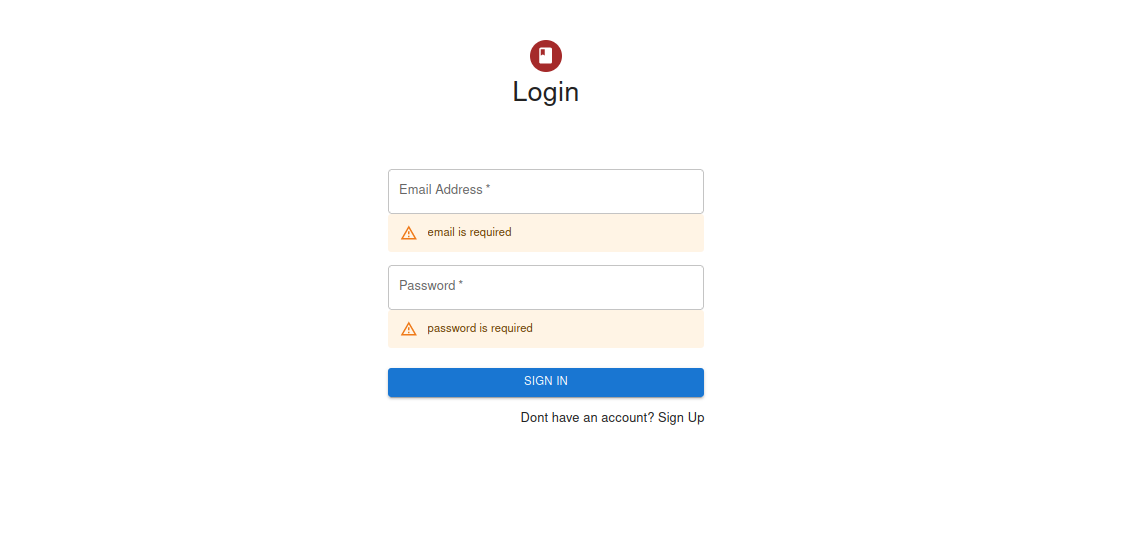 Login
Email Address *
email is required
Password *
password is required
SIGN IN
Dont have an account? Sign Up